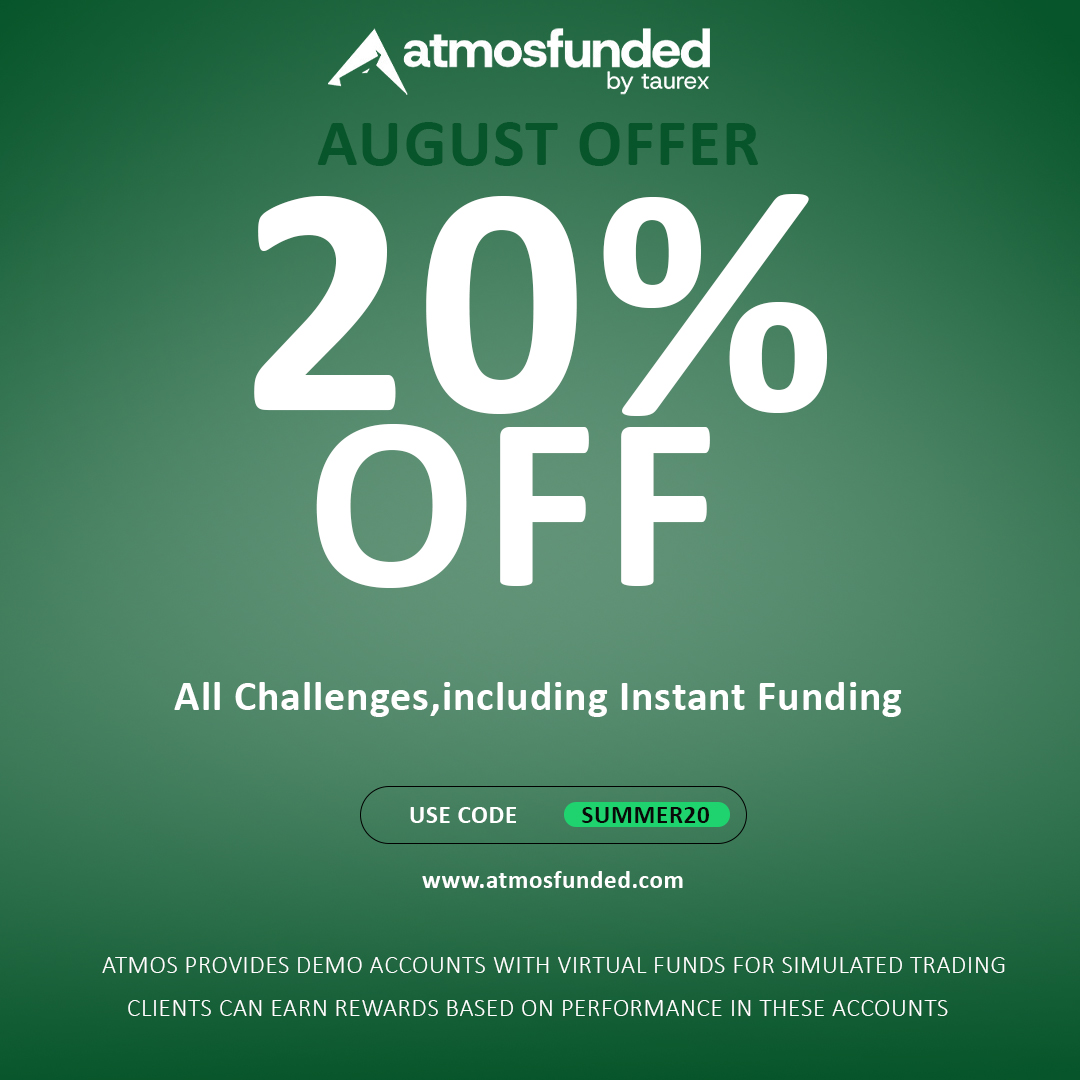 atmosfunded
by taurex
AUGUST OFFER
20%
OFF
All Challenges,including Instant Funding
USE CODE SUMMER20
www.atmosfunded.com
ATMOS PROVIDES DEMO ACCOUNTS WITH VIRTUAL FUNDS FOR SIMULATED TRADING
CLIENTS CAN EARN REWARDS BASED ON PERFORMANCE IN THESE ACCOUNTS